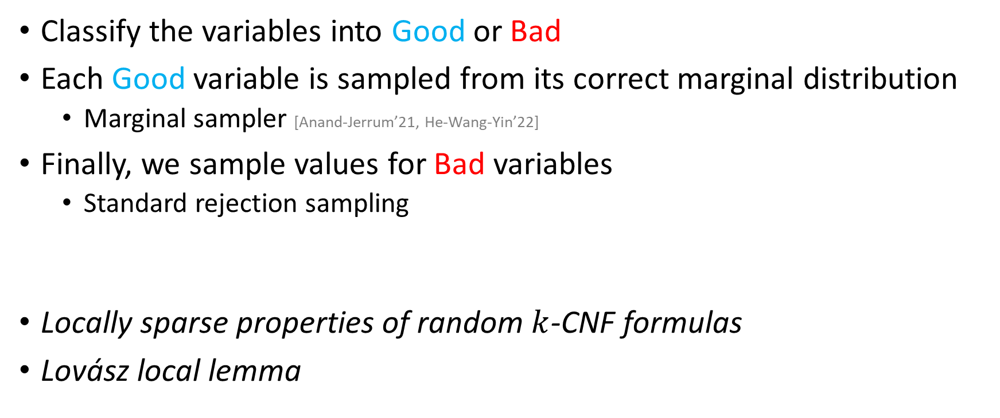 • Classify the variables into Good or Bad
• Each Good variable is sampled from its correct marginal distribution
• Marginal sampler [Anand-Jerrum’21, He-Wang-Yin’22]
• Finally, we sample values for Bad variables
• Standard rejection sampling
• Locally sparse properties of random k-CNF formulas
• Lovász local lemma